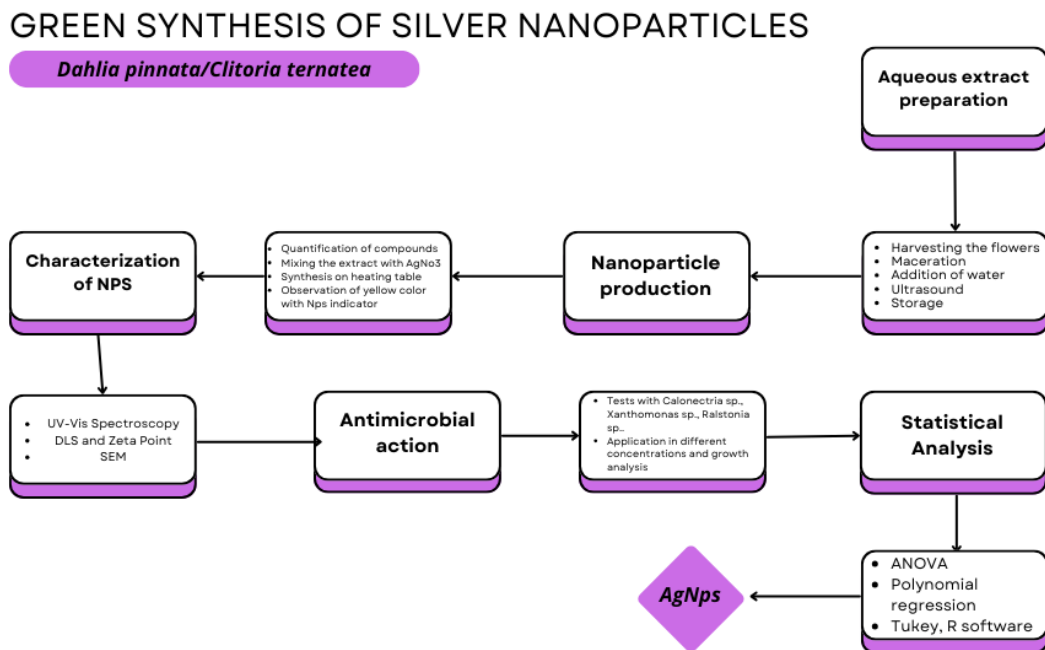 GREEN SYNTHESIS OF SILVER NANOPARTICLES
Dahlia pinnata/Clitoria ternatea
Aqueous extract
preparation
• Harvesting the flowers
• Maceration
• Addition of water
• Ultrasound
• Storage
Nanoparticle
production
• Quantification of compounds
• Mixing the extract with AgNo3
• Synthesis on heating table
• Observation of yellow color
with Nps indicator
Characterization
of NPS
• UV-Vis Spectroscopy
• DLS and Zeta Point
• SEM
Antimicrobial
action
• Tests with Calonectria sp.,
Xanthomonas sp., Ralstonia
sp..
• Application in different
concentrations and growth
analysis
Statistical
Analysis
• ANOVA
• Polynomial
regression
• Tukey, R software
AgNps